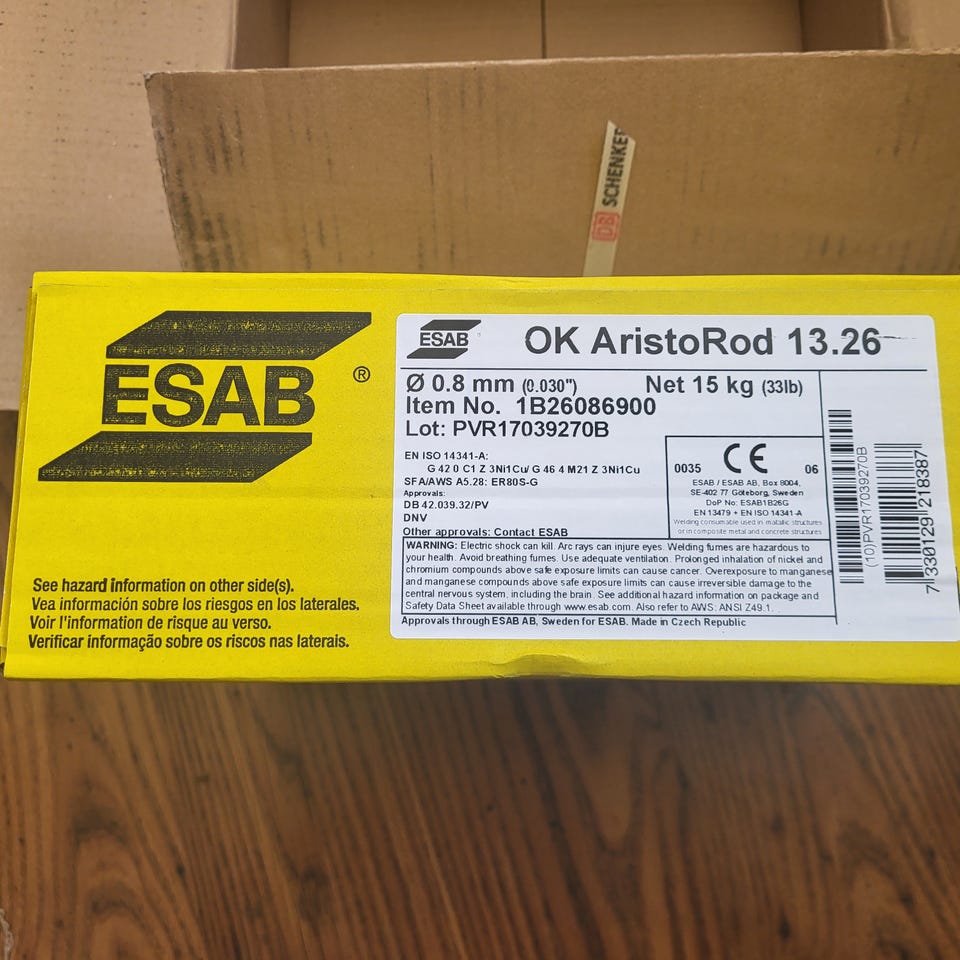 DB SCHENKER
ESAB®
See hazard information on other side(s).
Vea información sobre los riesgos en los laterales.
Voir l'information de risque au verso.
Verificar informação sobre os riscos nas laterais.
ESAB OK AristoRod 13.26
Ø 0.8 mm (0.030") Net 15 kg (33lb)
Item No. 1B26086900
Lot: PVR17039270B
EN ISO 14341-A:
G 42 0 C1 Z 3Ni1Cu/ G 46 4 M21 Z 3Ni1Cu
SFA/AWS A5.28: ER80S-G
Approvals:
DB 42.039.32/PV
DNV
Other approvals: Contact ESAB
0035 CE 06
ESAB / ESAB AB, Box 8004,
SE-402 77 Göteborg, Sweden
DoP No: ESAB1B26G
EN 13479 + EN ISO 14341-A
Welding consumable used in metallic structures
or in composite metal and concrete structures
WARNING: Electric shock can kill. Arc rays can injure eyes. Welding fumes are hazardous to
your health. Avoid breathing fumes. Use adequate ventilation. Prolonged inhalation of nickel and
chromium compounds above safe exposure limits can cause cancer. Overexposure to manganese
and manganese compounds above safe exposure limits can cause irreversible damage to the
central nervous system, including the brain. See additional hazard information on package and
Safety Data Sheet available through www.esab.com. Also refer to AWS: ANSI Z49.1.
Approvals through ESAB AB, Sweden for ESAB. Made in Czech Republic
(10)PVR17039270B
7330129218387